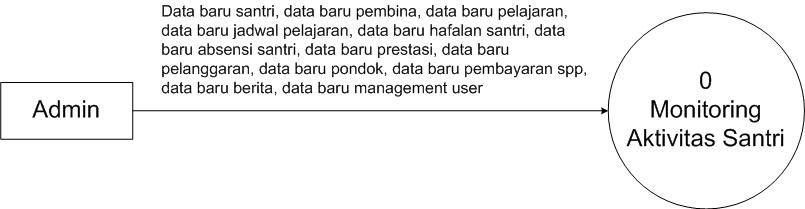 Data baru santri, data baru pembina, data baru pelajaran,
data baru jadwal pelajaran, data baru hafalan santri, data
baru absensi santri, data baru prestasi, data baru
pelanggaran, data baru pondok, data baru pembayaran spp,
data baru berita, data baru management user
Admin
0
Monitoring
Aktivitas Santri